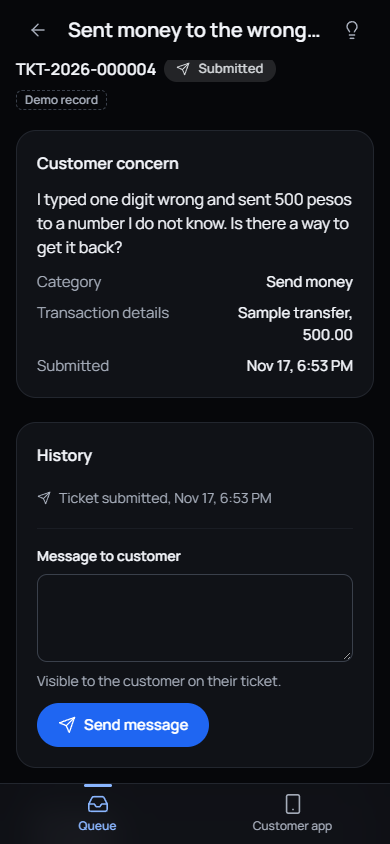 Sent money to the wrong...
TKT-2026-000004
Submitted
Demo record
Customer concern
I typed one digit wrong and sent 500 pesos
to a number I do not know. Is there a way to
get it back?
Category
Send money
Transaction details
Sample transfer,
500.00
Submitted
Nov 17, 6:53 PM
History
Ticket submitted, Nov 17, 6:53 PM
Message to customer
Visible to the customer on their ticket.
Send message
Queue
Customer app